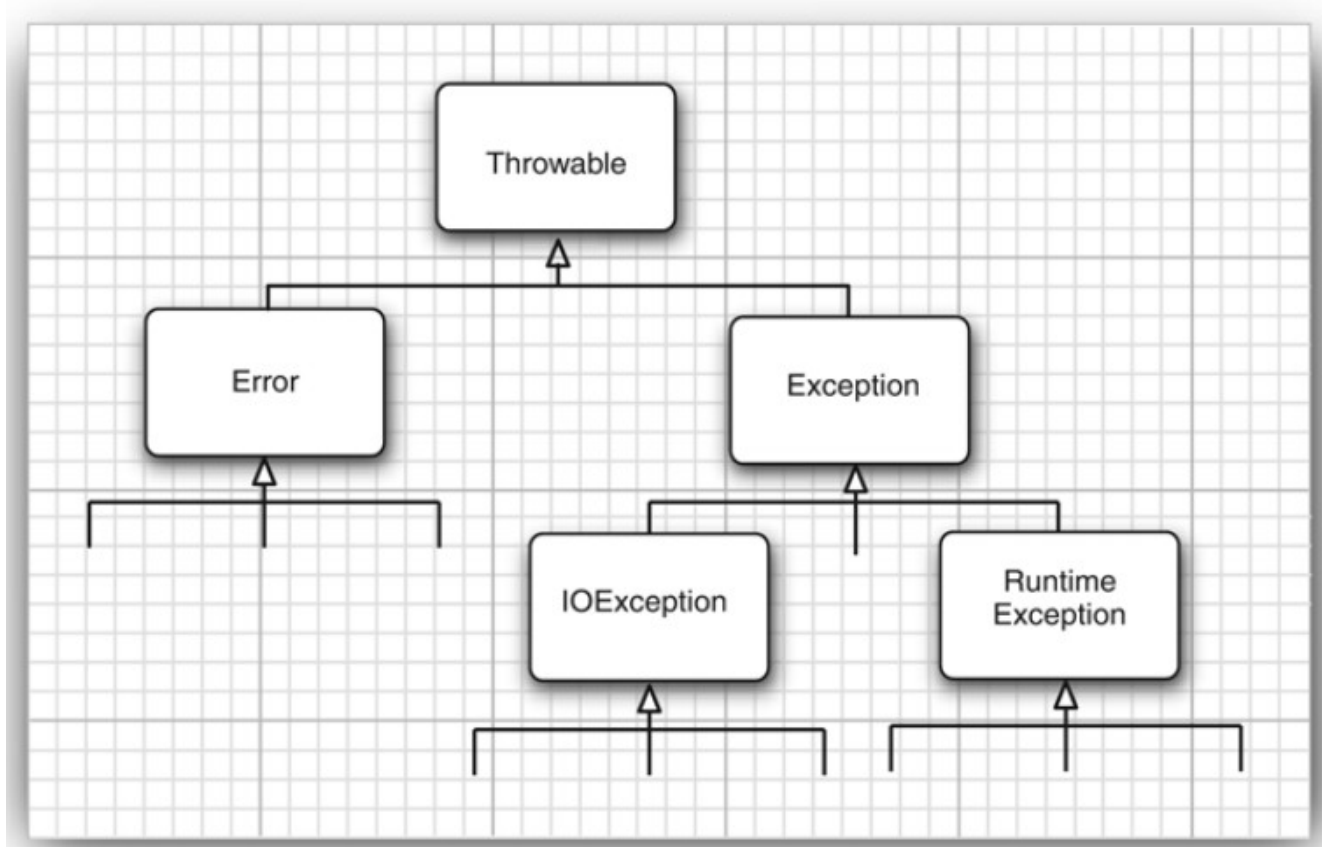 Throwable
Error
Exception
IOException
Runtime
Exception